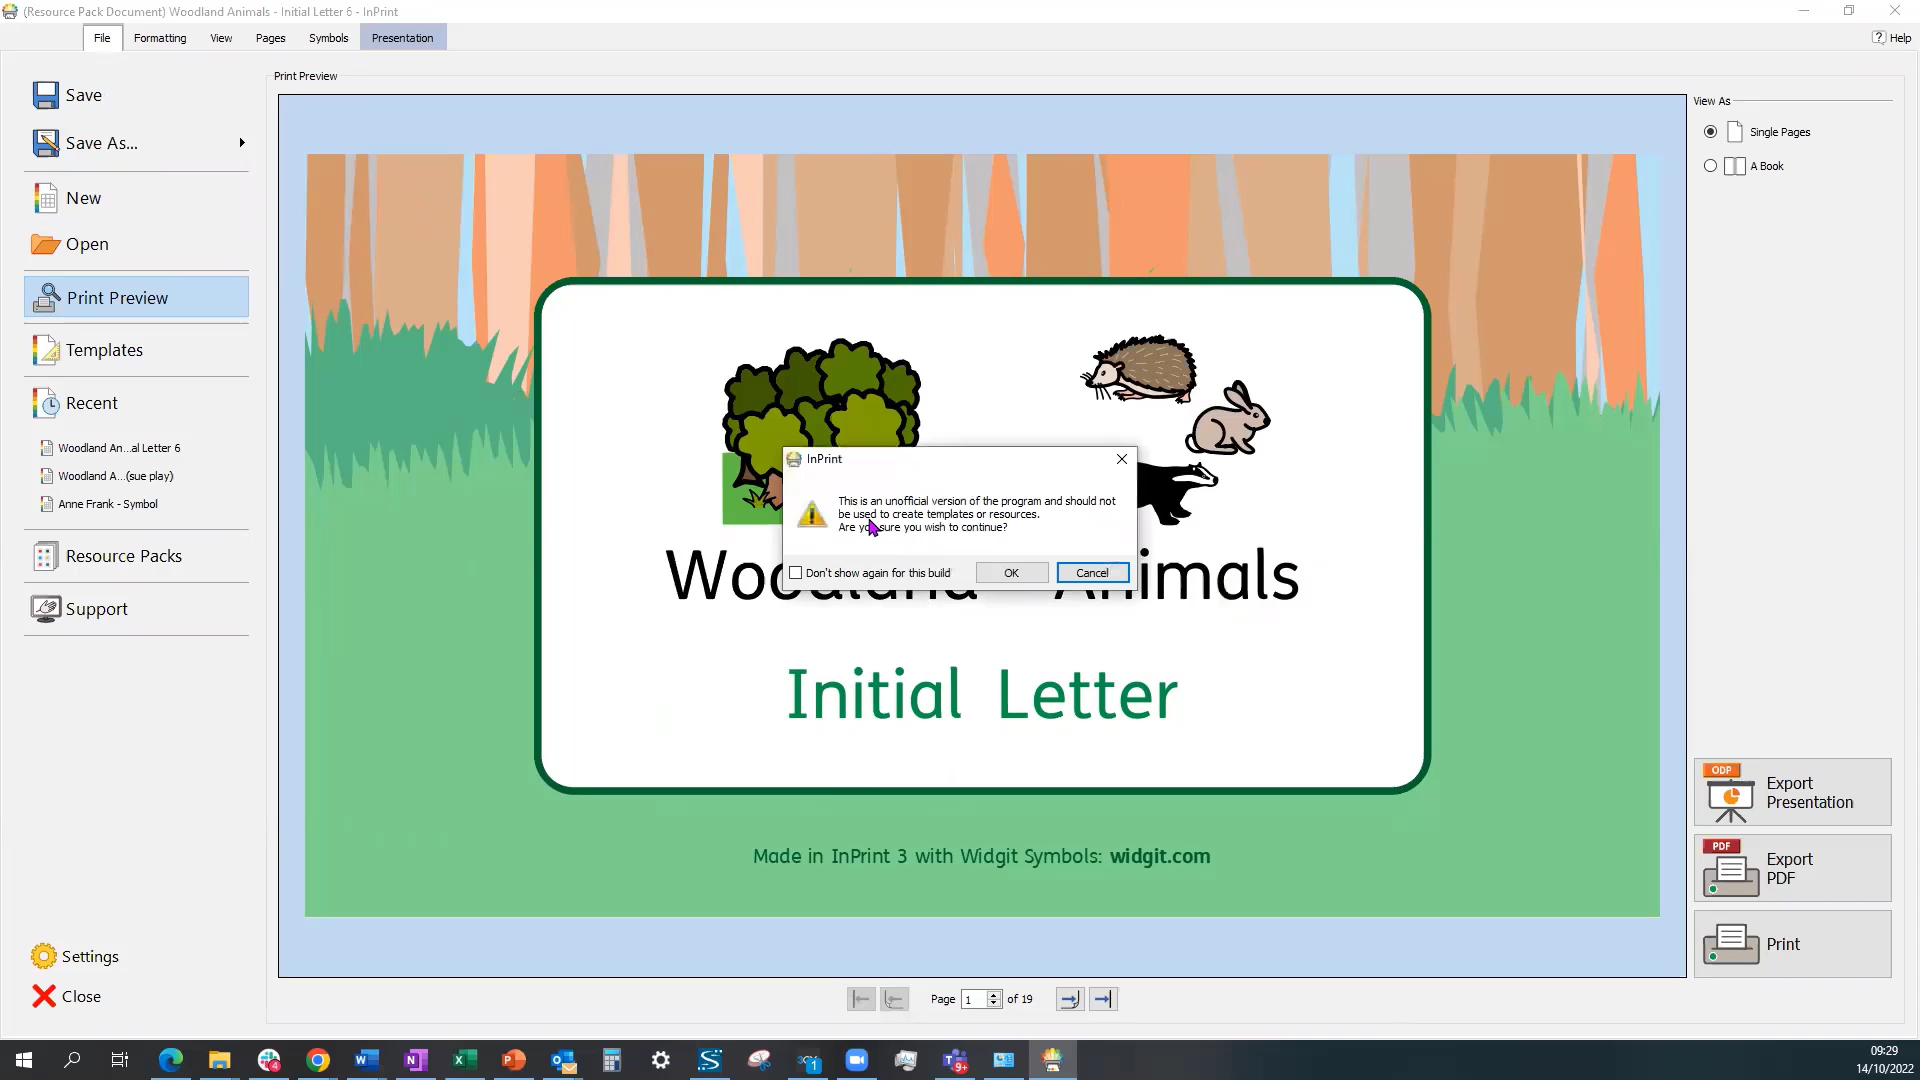 (Resource Pack Document) Woodland Animals - Initial Letter 6 - InPrint
File Formatting View Pages Symbols Presentation
? Help
Save
Save As...
New
Open
Print Preview
Templates
Recent
Woodland An...al Letter 6
Woodland A...(sue play)
Anne Frank - Symbol
Resource Packs
Support
Settings
Close
Print Preview
InPrint
This is an unofficial version of the program and should not
be used to create templates or resources.
Are you sure you wish to continue?
Don't show again for this build
OK
Cancel
Woodland Animals
Initial Letter
Made in InPrint 3 with Widgit Symbols: widgit.com
Page 1 of 19
View As
Single Pages
A Book
ODP
Export
Presentation
PDF
Export
PDF
Print
09:29
14/10/2022